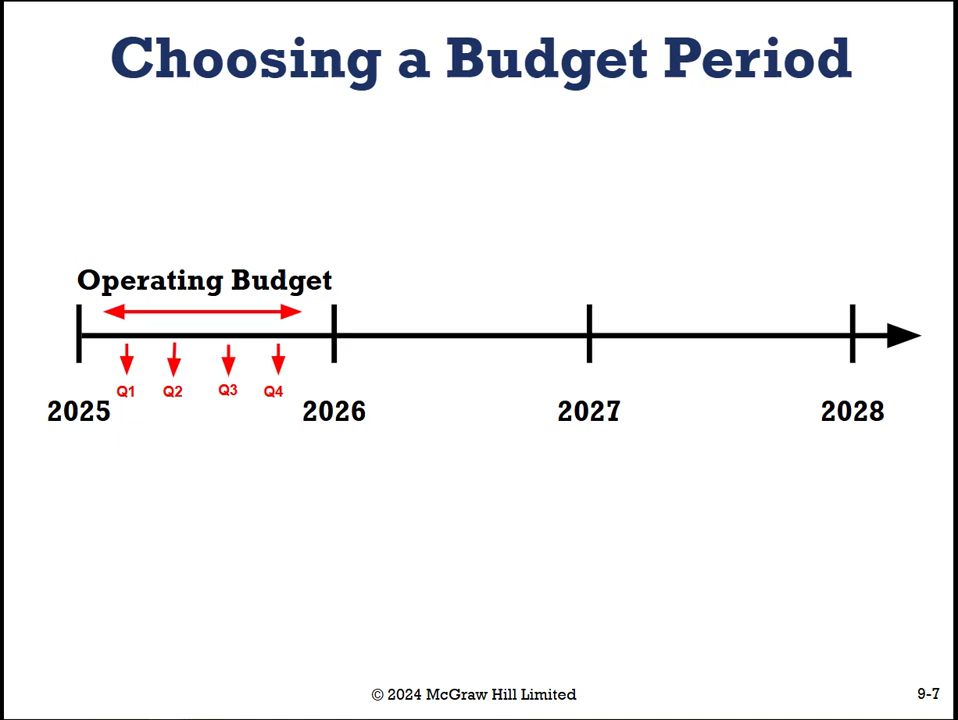 Choosing a Budget Period
Operating Budget
Q1 Q2 Q3 Q4
2025 2026 2027 2028
© 2024 McGraw Hill Limited
9-7